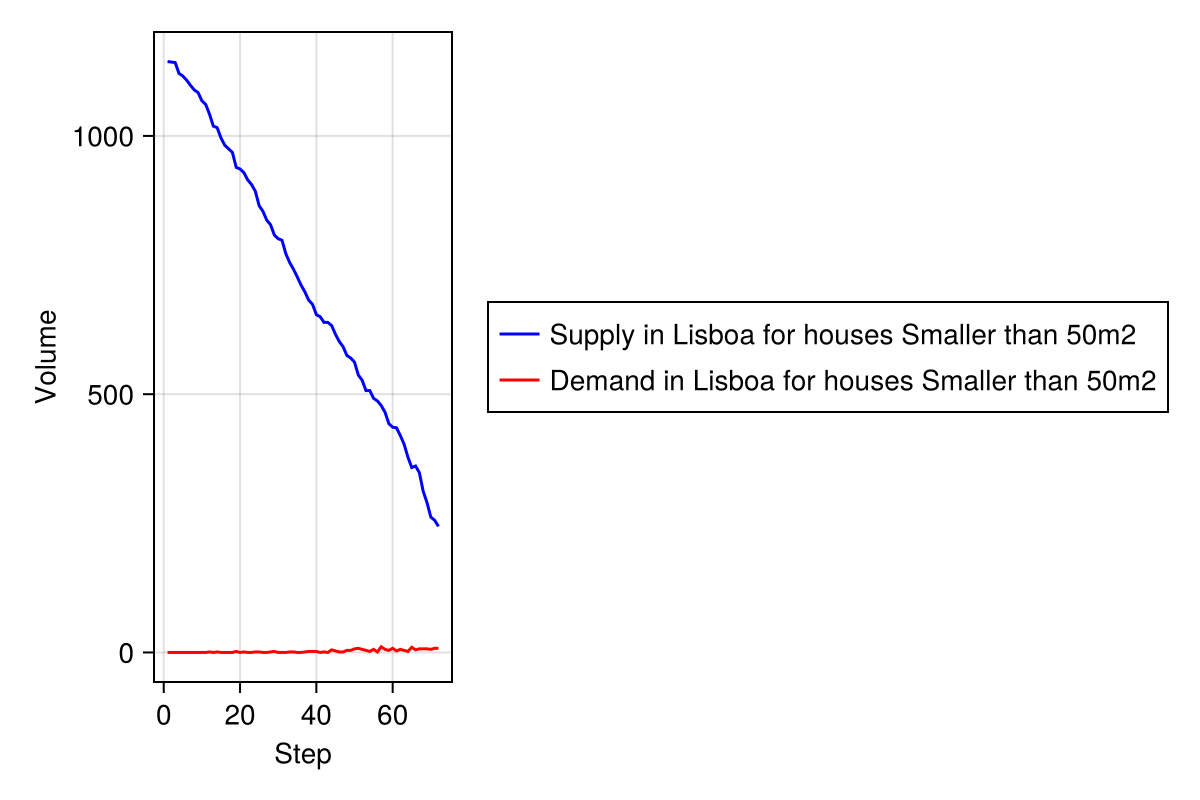 Volume
1000
500
0
0 20 40 60
Step
Supply in Lisboa for houses Smaller than 50m2
Demand in Lisboa for houses Smaller than 50m2